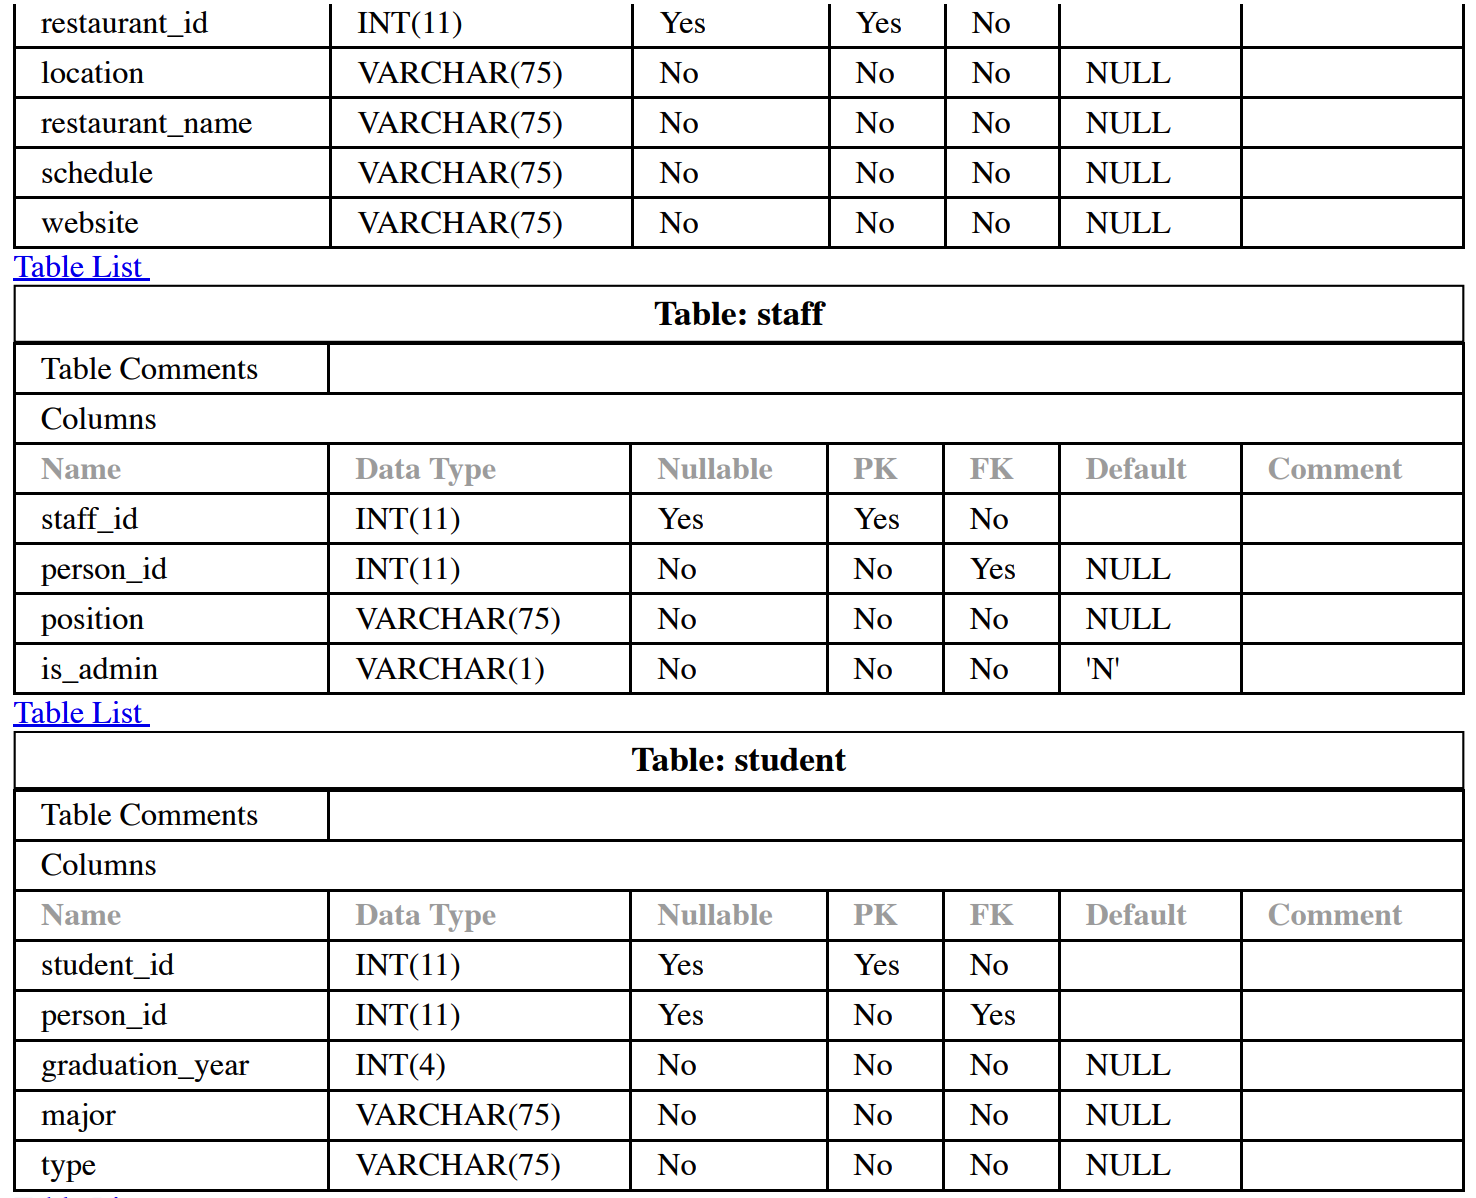 restaurant_id INT(11) Yes Yes No
location VARCHAR(75) No No No NULL
restaurant_name VARCHAR(75) No No No NULL
schedule VARCHAR(75) No No No NULL
website VARCHAR(75) No No No NULL
Table List
Table: staff
Table Comments
Columns
Name Data Type Nullable PK FK Default Comment
staff_id INT(11) Yes Yes No
person_id INT(11) No No Yes NULL
position VARCHAR(75) No No No NULL
is_admin VARCHAR(1) No No No 'N'
Table List
Table: student
Table Comments
Columns
Name Data Type Nullable PK FK Default Comment
student_id INT(11) Yes Yes No
person_id INT(11) Yes No Yes
graduation_year INT(4) No No No NULL
major VARCHAR(75) No No No NULL
type VARCHAR(75) No No No NULL